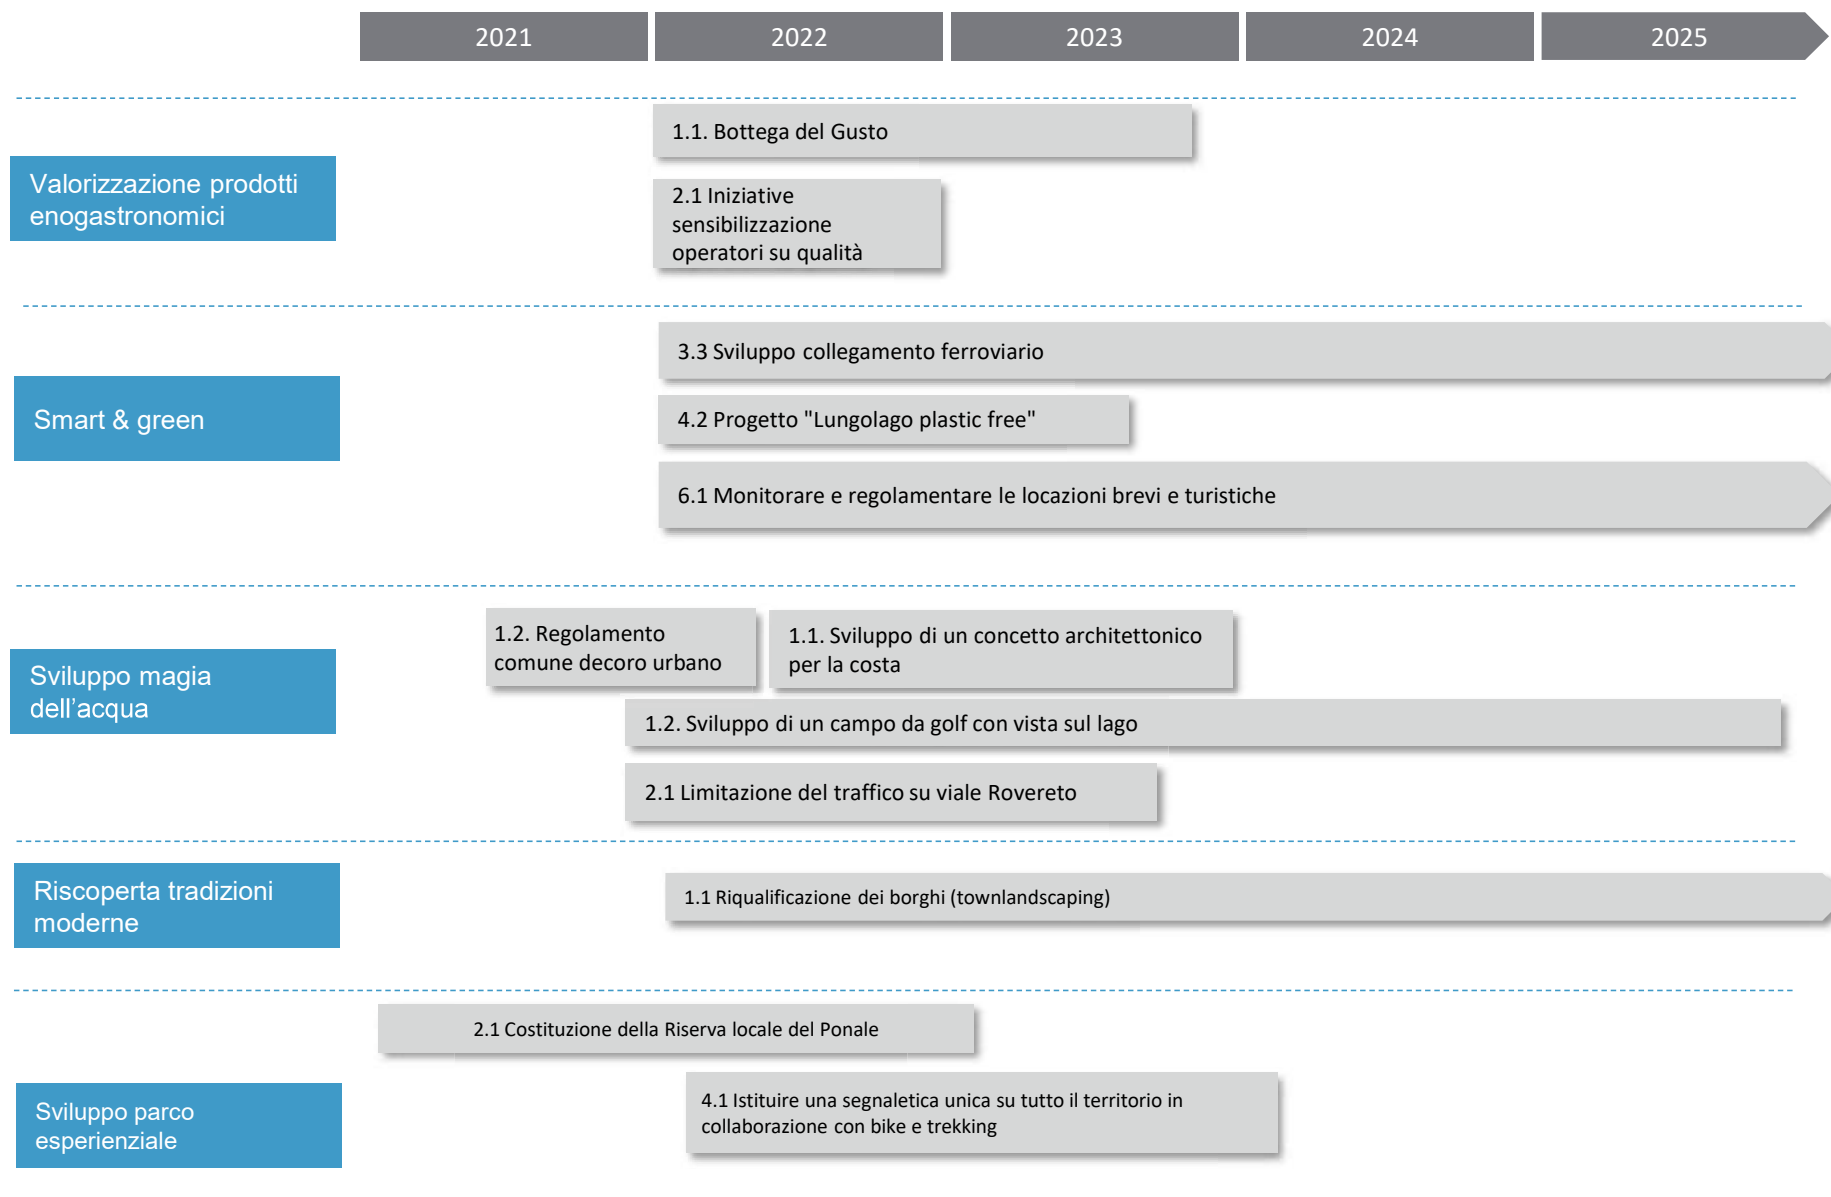 2021
2022
2023
2024
2025
Valorizzazione prodotti
enogastronomici
1.1. Bottega del Gusto
2.1 Iniziative
sensibilizzazione
operatori su qualità
Smart & green
3.3 Sviluppo collegamento ferroviario
4.2 Progetto "Lungolago plastic free"
6.1 Monitorare e regolamentare le locazioni brevi e turistiche
Sviluppo magia
dell’acqua
1.2. Regolamento
comune decoro urbano
1.1. Sviluppo di un concetto architettonico
per la costa
1.2. Sviluppo di un campo da golf con vista sul lago
2.1 Limitazione del traffico su viale Rovereto
Riscoperta tradizioni
moderne
1.1 Riqualificazione dei borghi (townlandscaping)
Sviluppo parco
esperienziale
2.1 Costituzione della Riserva locale del Ponale
4.1 Istituire una segnaletica unica su tutto il territorio in
collaborazione con bike e trekking